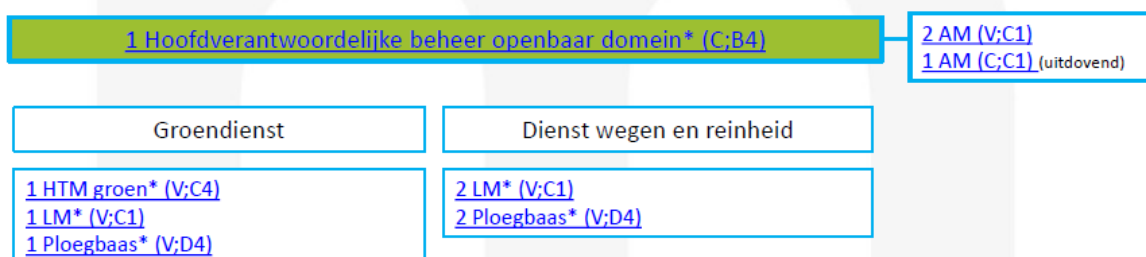 1 Hoofdverantwoordelijke beheer openbaar domein* (C;B4)
2 AM (V;C1)
1 AM (C;C1) (uitdovend)
Groendienst
Dienst wegen en reinheid
1 HTM groen* (V;C4)
1 LM* (V;C1)
1 Ploegbaas* (V;D4)
2 LM* (V;C1)
2 Ploegbaas* (V;D4)